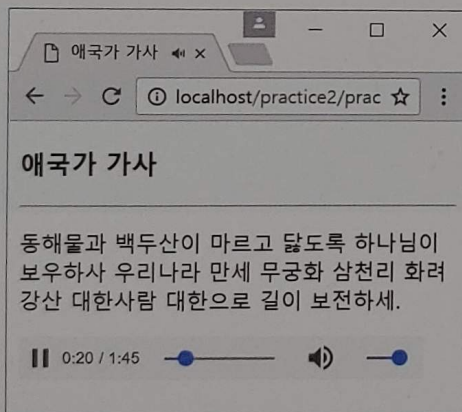 애국가 가사
localhost/practice2/prac
애국가 가사
동해물과 백두산이 마르고 닳도록 하나님이
보우하사 우리나라 만세 무궁화 삼천리 화려
강산 대한사람 대한으로 길이 보전하세.
0:20 / 1:45